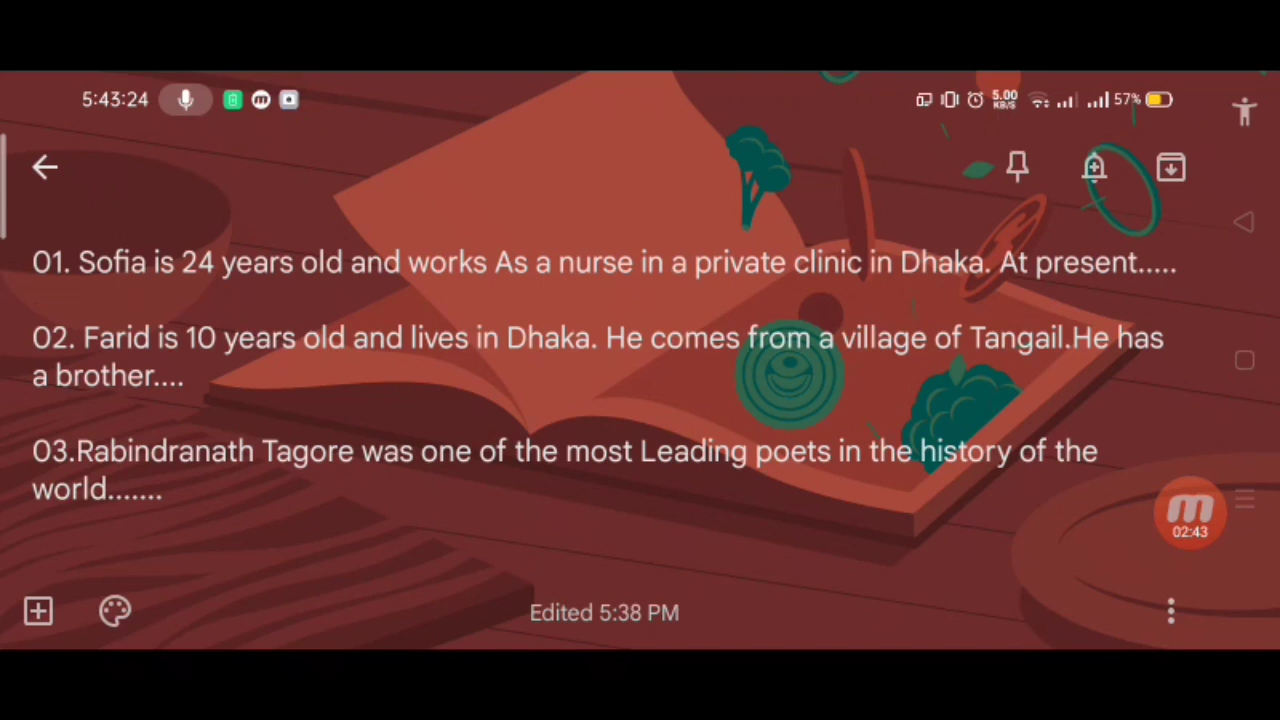 5:43:24
5.00
KB/S
57%
01. Sofia is 24 years old and works As a nurse in a private clinic in Dhaka. At present.....
02. Farid is 10 years old and lives in Dhaka. He comes from a village of Tangail.He has
a brother....
03.Rabindranath Tagore was one of the most Leading poets in the history of the
world.......
02:43
Edited 5:38 PM